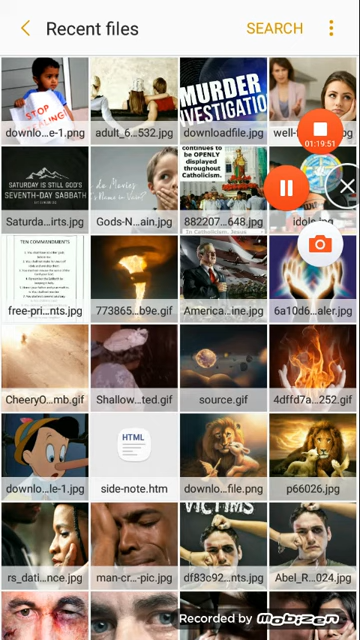 Recent files
SEARCH
STOP
MURDER
INVESTIGATIO
01:19:51
downlo...e-1.png
adult_6...532.jpg
downloadfile.jpg
SATURDAY IS STILL GOD'S
SEVENTH-DAY SABBATH
continues to
be OPENLY
displayed
throughout
Catholicism.
Saturda...irts.jpg
Gods-N...ain.jpg
882207...648.jpg
idols.jpg
TEN COMMANDMENTS
free-pri...nts.jpg
773865...b9e.gif
America...ine.jpg
6a10d6...aler.jpg
CheeryO...mb.gif
Shallow...ted.gif
source.gif
4dffd7a...252.gif
HTML
downlo...le-1.jpg
side-note.htm
downlo...file.png
p66026.jpg
VICTIMS
rs_dati...nce.jpg
man-cr...-pic.jpg
df83c92...nts.jpg
Abel_R...024.jpg
Recorded by Mobizen